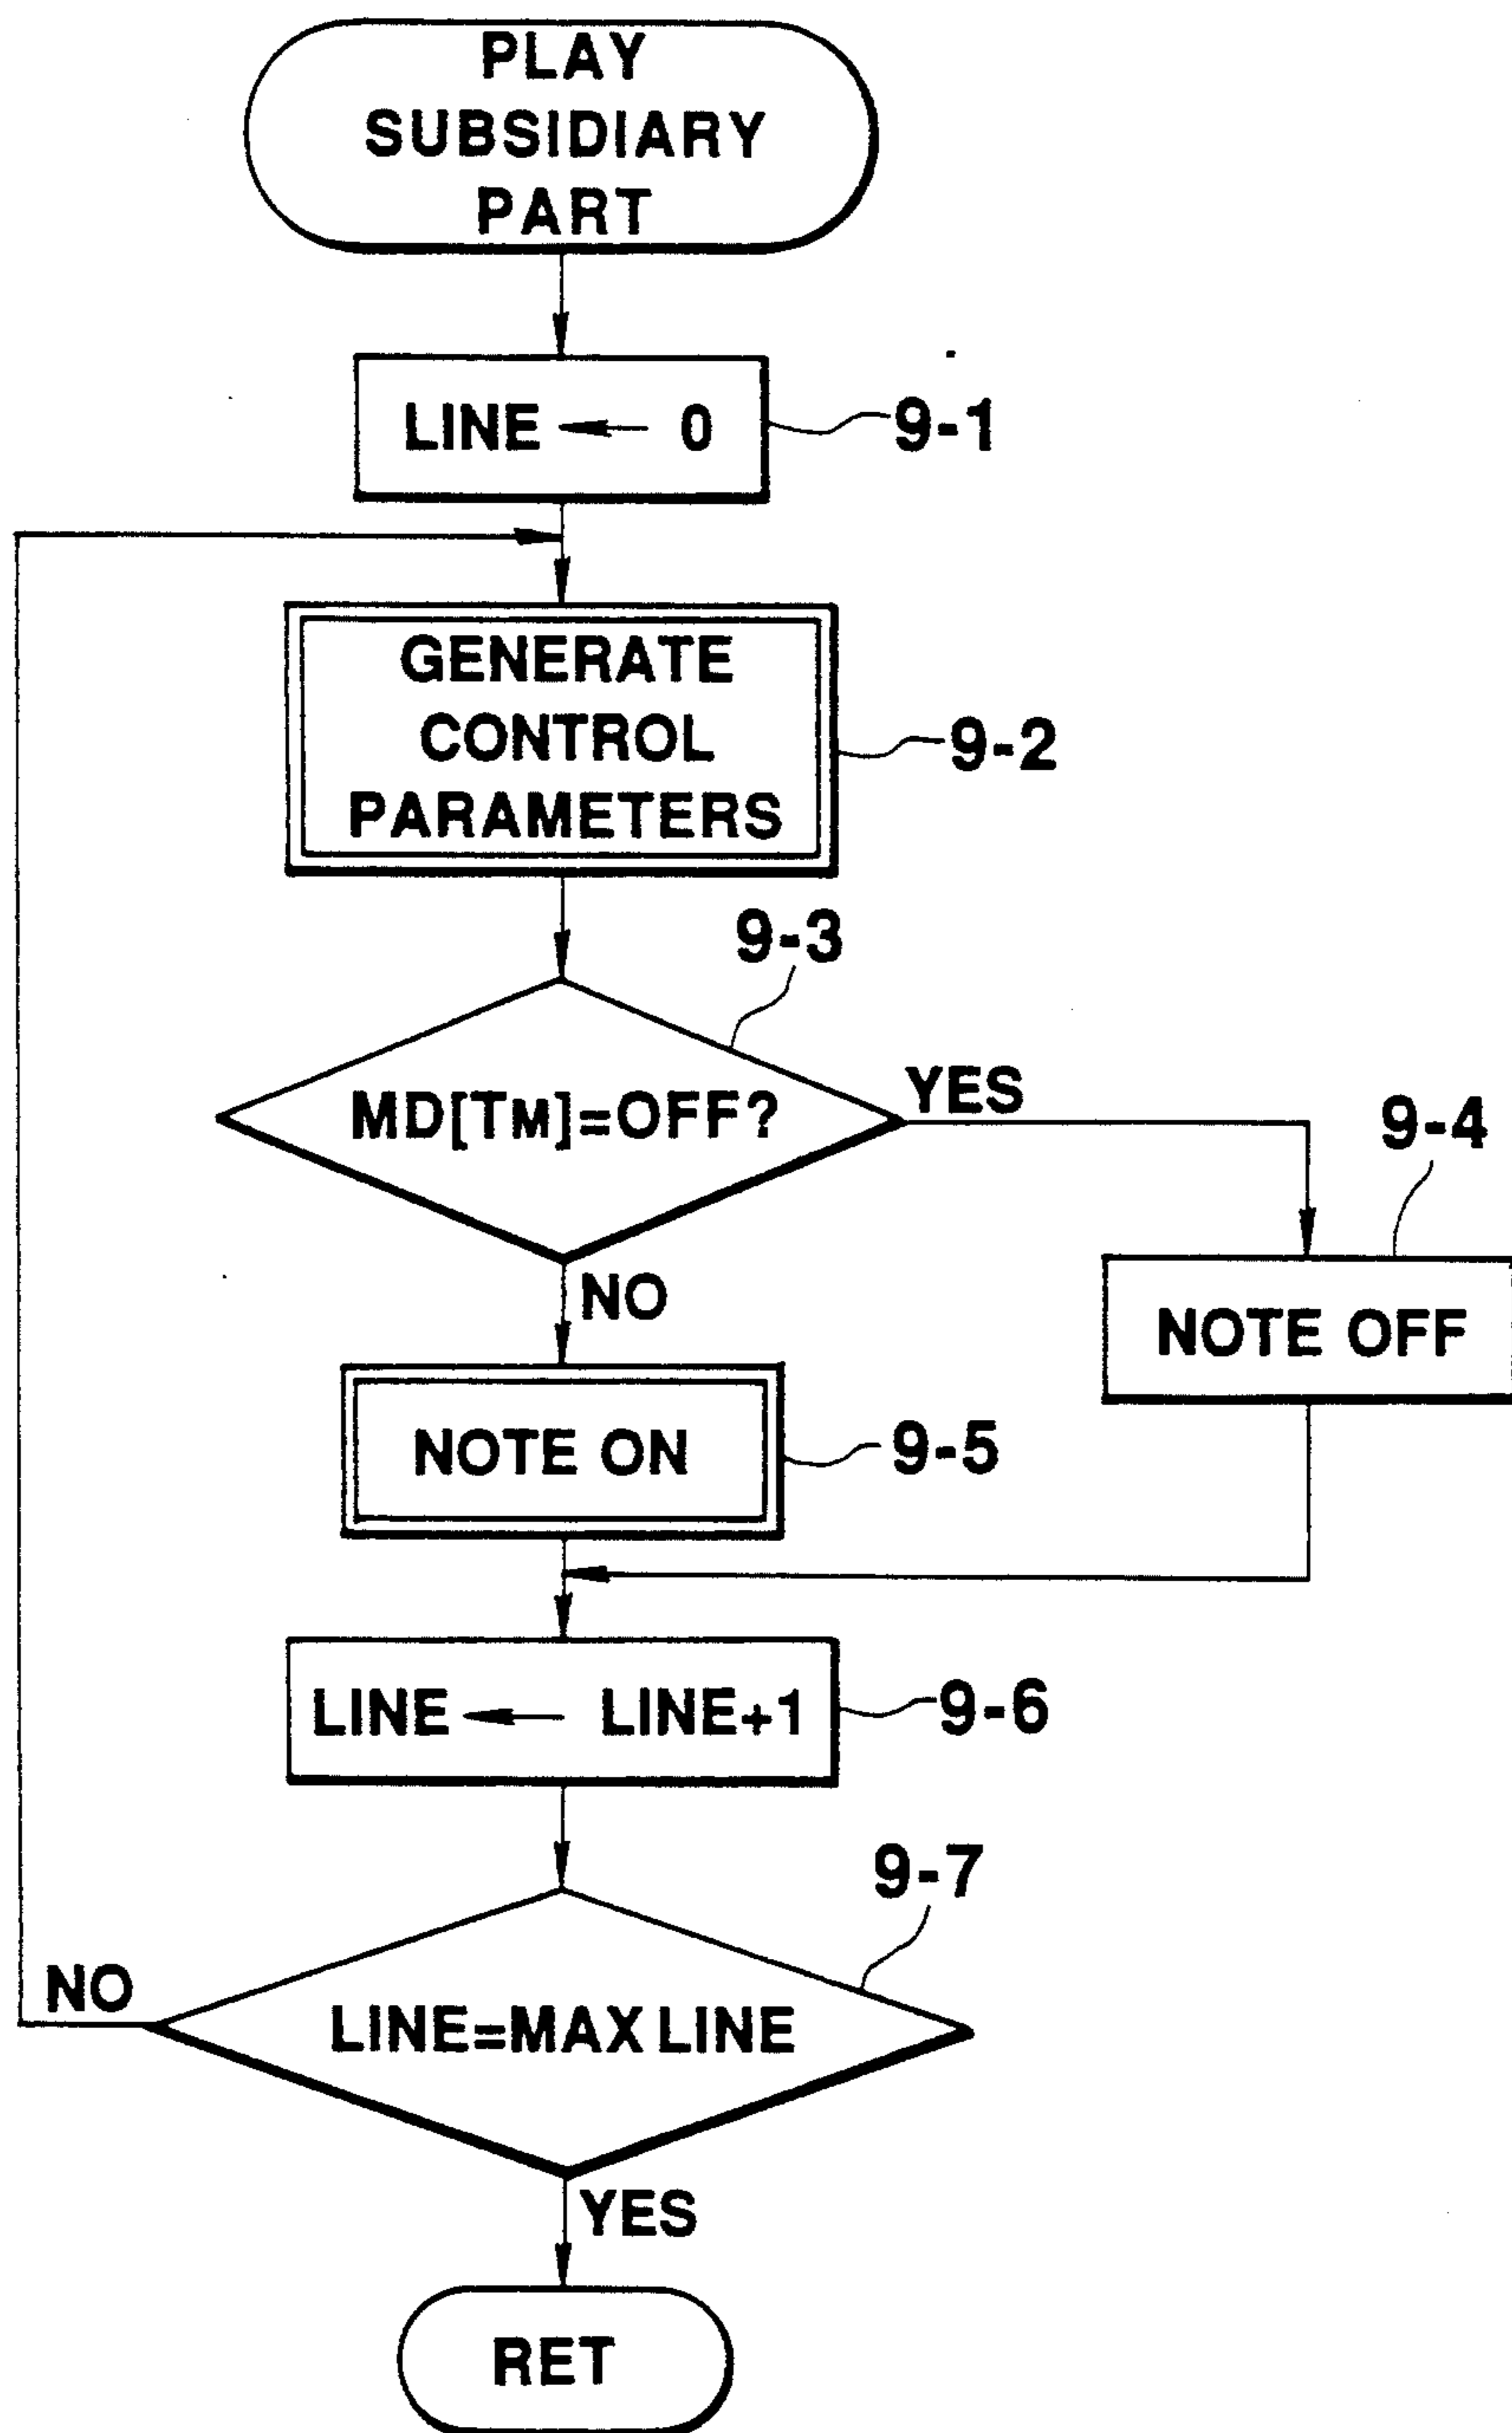 PLAY
SUBSIDIARY
PART
LINE ← 0
9-1
GENERATE
CONTROL
PARAMETERS
9-2
9-3
MD[TM]=OFF?
YES
9-4
NO
NOTE OFF
NOTE ON
9-5
LINE ← LINE+1
9-6
9-7
NO
LINE=MAX LINE
YES
RET